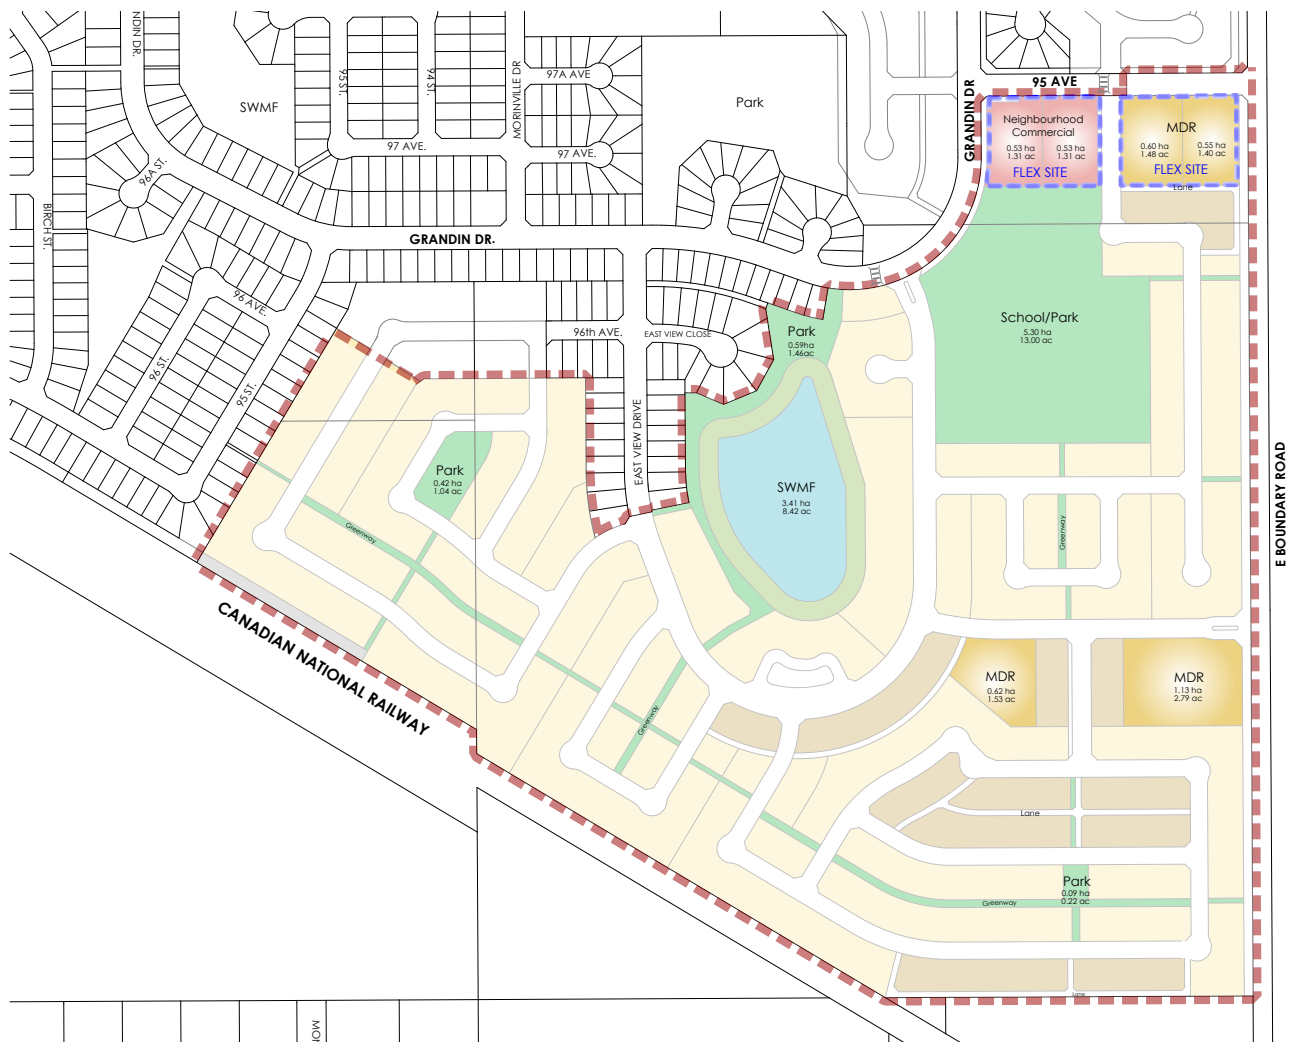 NDIN DR.
SWMF
95 ST.
94 ST.
MORINVILLE DR
97A AVE
97 AVE.
97 AVE.
Park
95 AVE
GRANDIN DR
Neighbourhood
Commercial
0.53 ha
1.31 ac
0.53 ha
1.31 ac
FLEX SITE
MDR
0.60 ha
1.48 ac
0.55 ha
1.40 ac
FLEX SITE
Lane
96A ST.
BIRCH ST.
GRANDIN DR.
96 AVE.
96 ST.
95 ST.
96th AVE.
EAST VIEW CLOSE
EAST VIEW DRIVE
Park
0.59ha
1.46ac
School/Park
5.30 ha
13.00 ac
Park
0.42 ha
1.04 ac
SWMF
3.41 ha
8.42 ac
Greenway
Greenway
E BOUNDARY ROAD
CANADIAN NATIONAL RAILWAY
Greenway
MDR
0.62 ha
1.53 ac
MDR
1.13 ha
2.79 ac
Lane
Park
0.09 ha
0.22 ac
Greenway
Lane
MO